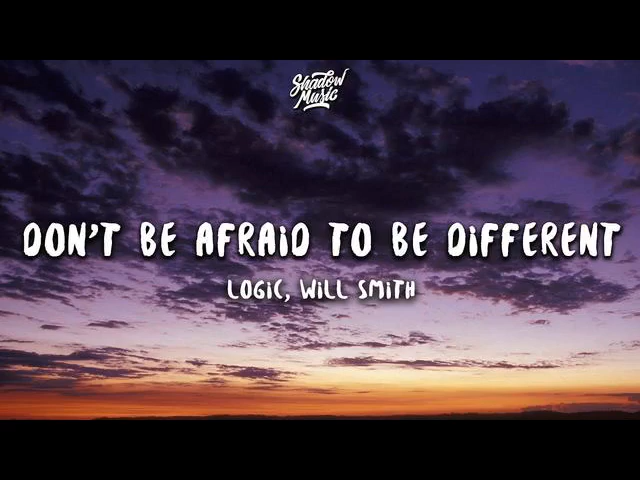 Shadow
Music
DON'T BE AFRAID TO BE DIFFERENT
LOGIC, WILL SMITH